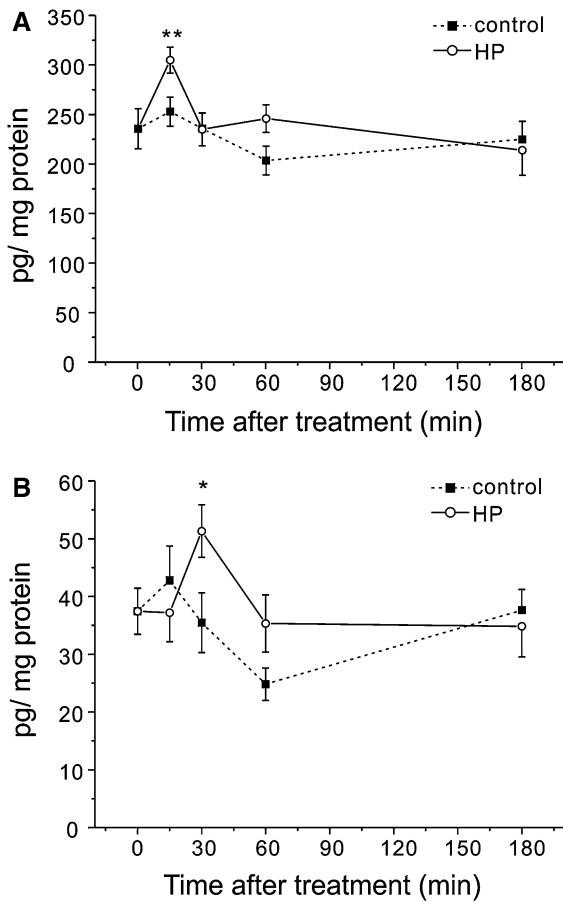 A
350
300
250
200
150
100
50
0
pg/ mg protein
**
control
HP
0 30 60 90 120 150 180
Time after treatment (min)
B
60
50
40
30
20
10
0
pg/ mg protein
*
control
HP
0 30 60 90 120 150 180
Time after treatment (min)